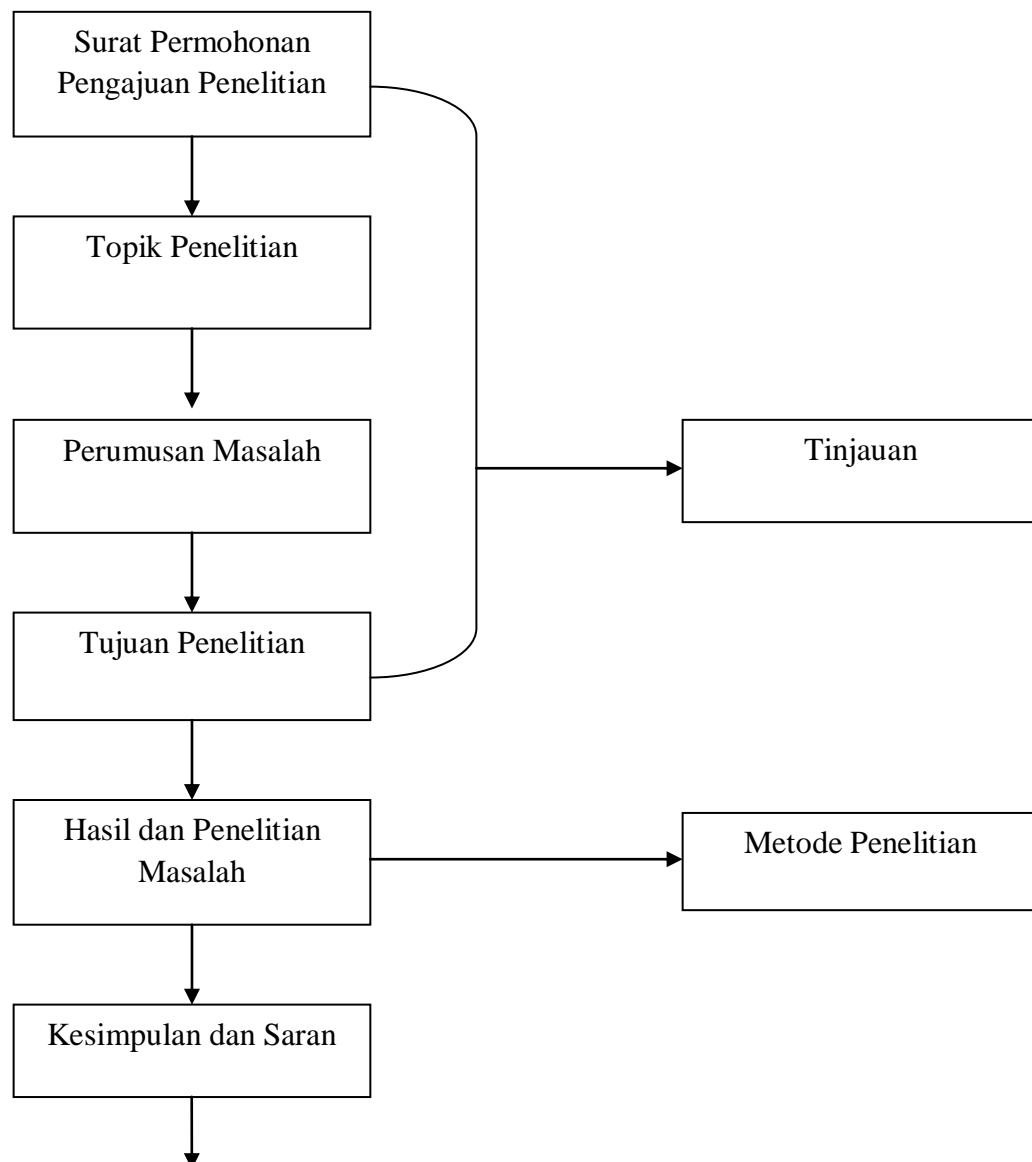 Surat Permohonan
Pengajuan Penelitian
Topik Penelitian
Perumusan Masalah
Tinjauan
Tujuan Penelitian
Hasil dan Penelitian
Masalah
Metode Penelitian
Kesimpulan dan Saran